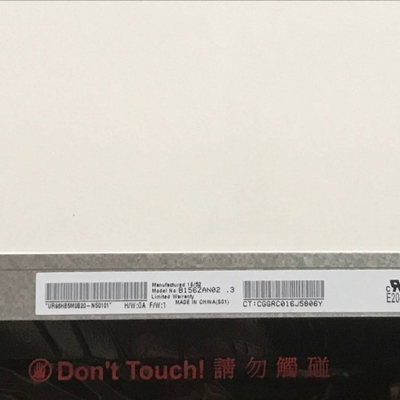 Manufactured 15/52
Model No: B156ZAN02 .3
Limited Warranty
MADE IN CHINA(S01)
H/W:0A F/W:1
CT:CGGRC016J5806Y
Don't Touch! 請勿觸碰